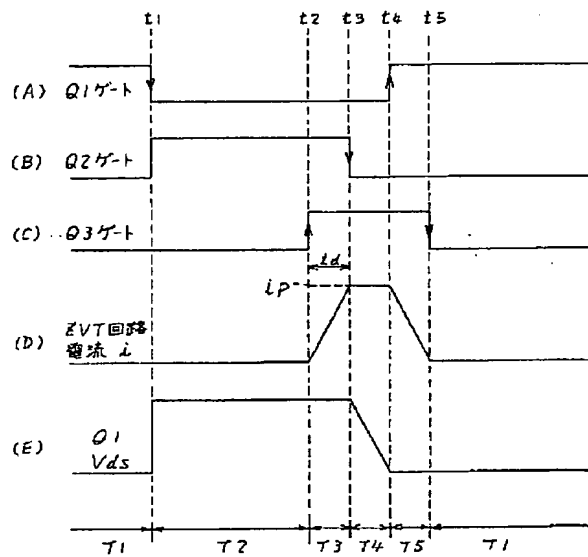 t1 t2 t3 t4 t5
(A) Q1ゲート
(B) Q2ゲート
(C) Q3ゲート
td
ip
(D) ZVT回路
電流 i
(E) Q1
Vds
T1 T2 T3 T4 T5 T1